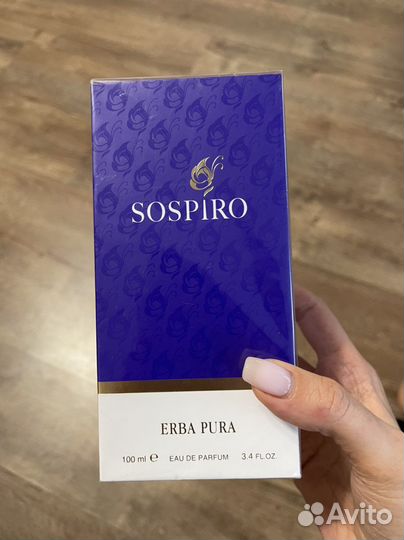 SOSPIRO
ERBA PURA
100 ml ℮ EAU DE PARFUM 3.4 FL.OZ.
Avito